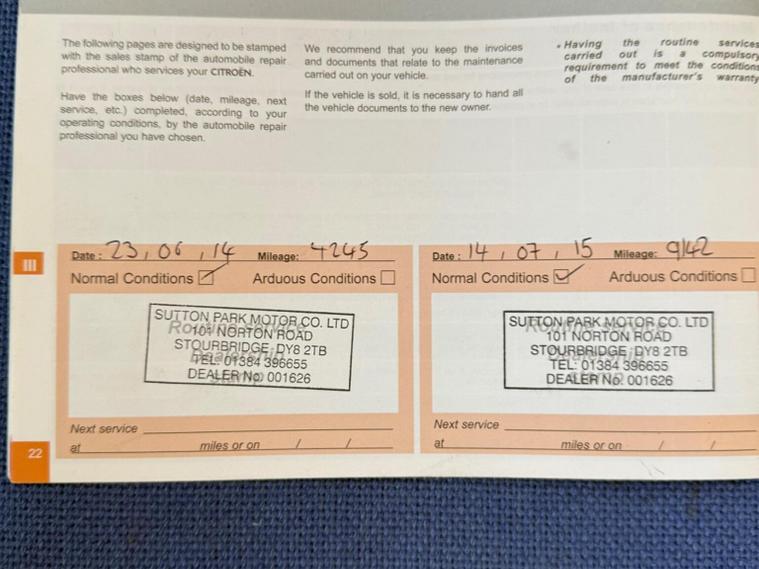 The following pages are designed to be stamped
with the sales stamp of the automobile repair
professional who services your CITROËN.
Have the boxes below (date, mileage, next
service, etc.) completed, according to your
operating conditions, by the automobile repair
professional you have chosen.
We recommend that you keep the invoices
and documents that relate to the maintenance
carried out on your vehicle.
If the vehicle is sold, it is necessary to hand all
the vehicle documents to the new owner.
• Having the routine services
carried out is a compulsory
requirement to meet the conditions
of the manufacturer's warranty
III
Date : 23 / 06 / 14 Mileage: 4245
Normal Conditions Arduous Conditions
Routine service
Dealership
stamp
SUTTON PARK MOTOR CO. LTD
101 NORTON ROAD
STOURBRIDGE DY8 2TB
TEL: 01384 396655
DEALER No. 001626
Next service
at miles or on / /
Date : 14 / 07 / 15 Mileage: 9142
Normal Conditions Arduous Conditions
Routine service
Dealership
stamp
SUTTON PARK MOTOR CO. LTD
101 NORTON ROAD
STOURBRIDGE DY8 2TB
TEL: 01384 396655
DEALER No. 001626
Next service
at miles or on / /
22